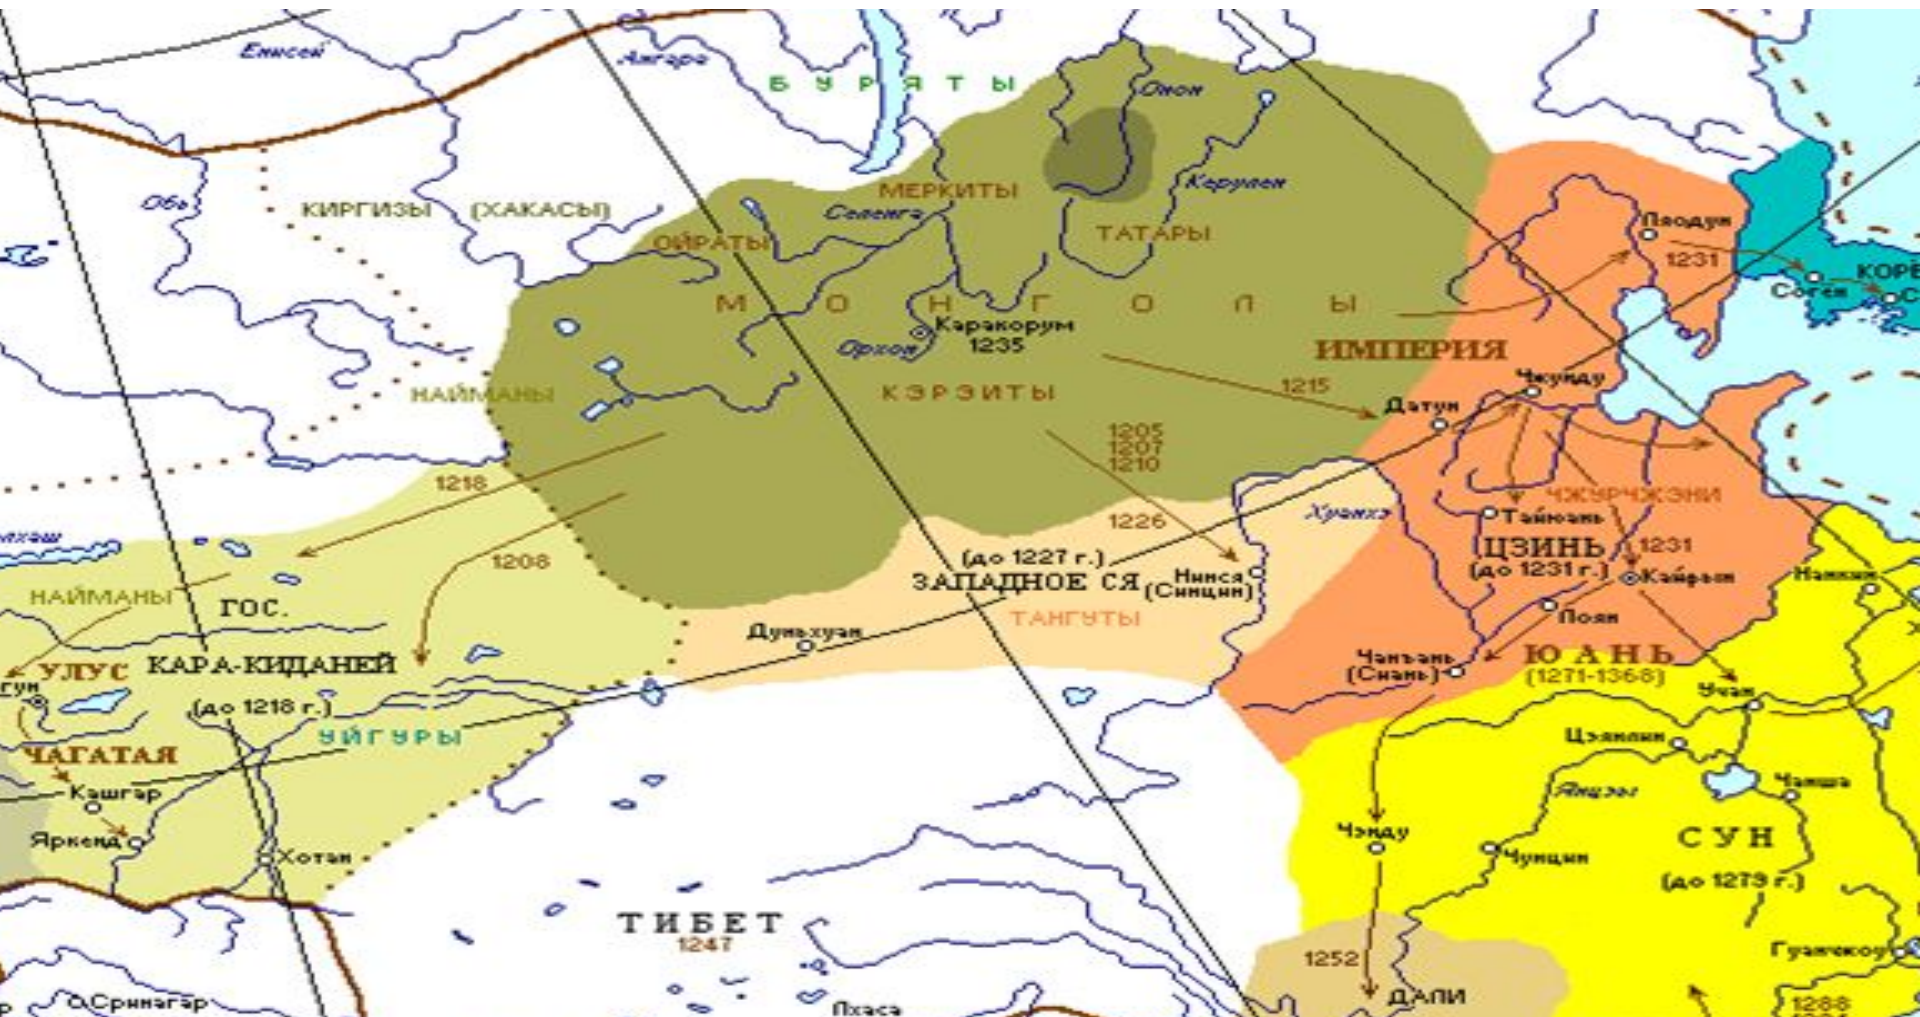 Енисей
Ангара
БУРЯТЫ
Онон
Обь
КИРГИЗЫ (ХАКАСЫ)
МЕРКИТЫ
Селенга
Керулен
ОЙРАТЫ
ТАТАРЫ
Ляодун
1231
КОРЕ
Согён
С
МОНГОЛЫ
Каракорум
1235
Орхон
ИМПЕРИЯ
НАЙМАНЫ
КЭРЭИТЫ
1215
Чжунду
Датун
1205
1207
1210
1218
1226
1208
Хуанхэ
ЧЖУРЧЖЭНИ
Тайюань
ЦЗИНЬ
(до 1231 г.)
1231
Кайфын
лхаш
(до 1227 г.)
ЗАПАДНОЕ СЯ
Нинся
(Синцин)
ТАНГУТЫ
Нанкин
НАЙМАНЫ
ГОС.
КАРА-КИДАНЕЙ
(до 1218 г.)
Дуньхуан
Лоян
ЮАНЬ
(1271-1368)
Чанъань
(Сиань)
Учан
УЛУС
гун
ЧАГАТАЯ
УЙГУРЫ
Кашгар
Яркенд
Хотан
Цзянлин
Янцзы
Чанша
Чэнду
Чунцин
СУН
(до 1279 г.)
ТИБЕТ
1247
1252
ДАЛИ
Гуанчжоу
Сринагар
Лхаса
1288